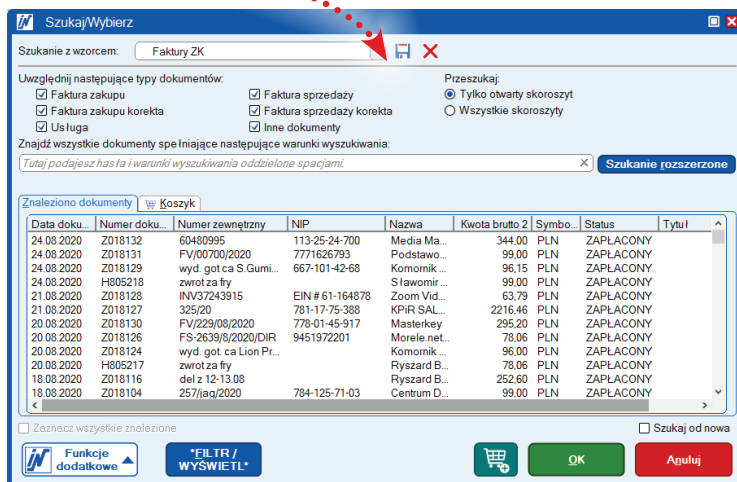 Szukaj/Wybierz
Szukanie z wzorcem: Faktury ZK
Uwzględnij następujące typy dokumentów: Przeszukaj:
Faktura zakupu Faktura sprzedaży Tylko otwarty skoroszyt
Faktura zakupu korekta Faktura sprzedaży korekta Wszystkie skoroszyty
Usługa Inne dokumenty
Znajdź wszystkie dokumenty spełniające następujące warunki wyszukiwania:
Tutaj podajesz hasła i warunki wyszukiwania oddzielone spacjami. Szukanie rozszerzone
Znaleziono dokumenty Koszyk
Data doku... Numer doku... Numer zewnętrzny NIP Nazwa Kwota brutto 2 Symbo... Status Tytuł
24.08.2020 Z018132 60480995 113-25-24-700 Media Ma... 344,00 PLN ZAPŁACONY
24.08.2020 Z018131 FV/00700/2020 7771626793 Podstawo... 99,00 PLN ZAPŁACONY
24.08.2020 Z018129 wyd. got ca S.Gumi... 667-101-42-68 Komornik ... 96,15 PLN ZAPŁACONY
24.08.2020 H805218 zwrot za fry Sławomir ... 99,00 PLN ZAPŁACONY
21.08.2020 Z018128 INV37243915 EIN # 61-164878 Zoom Vid... 63,79 PLN ZAPŁACONY
21.08.2020 Z018127 325/20 781-17-75-388 KPiR SAL... 2216,46 PLN ZAPŁACONY
20.08.2020 Z018130 FV/229/08/2020 778-01-45-917 Masterkey 295,20 PLN ZAPŁACONY
20.08.2020 Z018126 FS-2639/8/2020/DIR 9451972201 Morele.net... 78,06 PLN ZAPŁACONY
20.08.2020 Z018124 wyd. got. ca Lion Pr... Komornik ... 96,00 PLN ZAPŁACONY
20.08.2020 H805217 zwrot za fry Ryszard B... 78,06 PLN ZAPŁACONY
18.08.2020 Z018116 del z 12-13.08 Ryszard B... 252,60 PLN ZAPŁACONY
18.08.2020 Z018104 257/jag/2020 784-125-71-03 Centrum D... 99,00 PLN ZAPŁACONY
Zaznacz wszystkie znalezione Szukaj od nowa
Funkcje dodatkowe *FILTR / WYŚWIETL* OK Anuluj